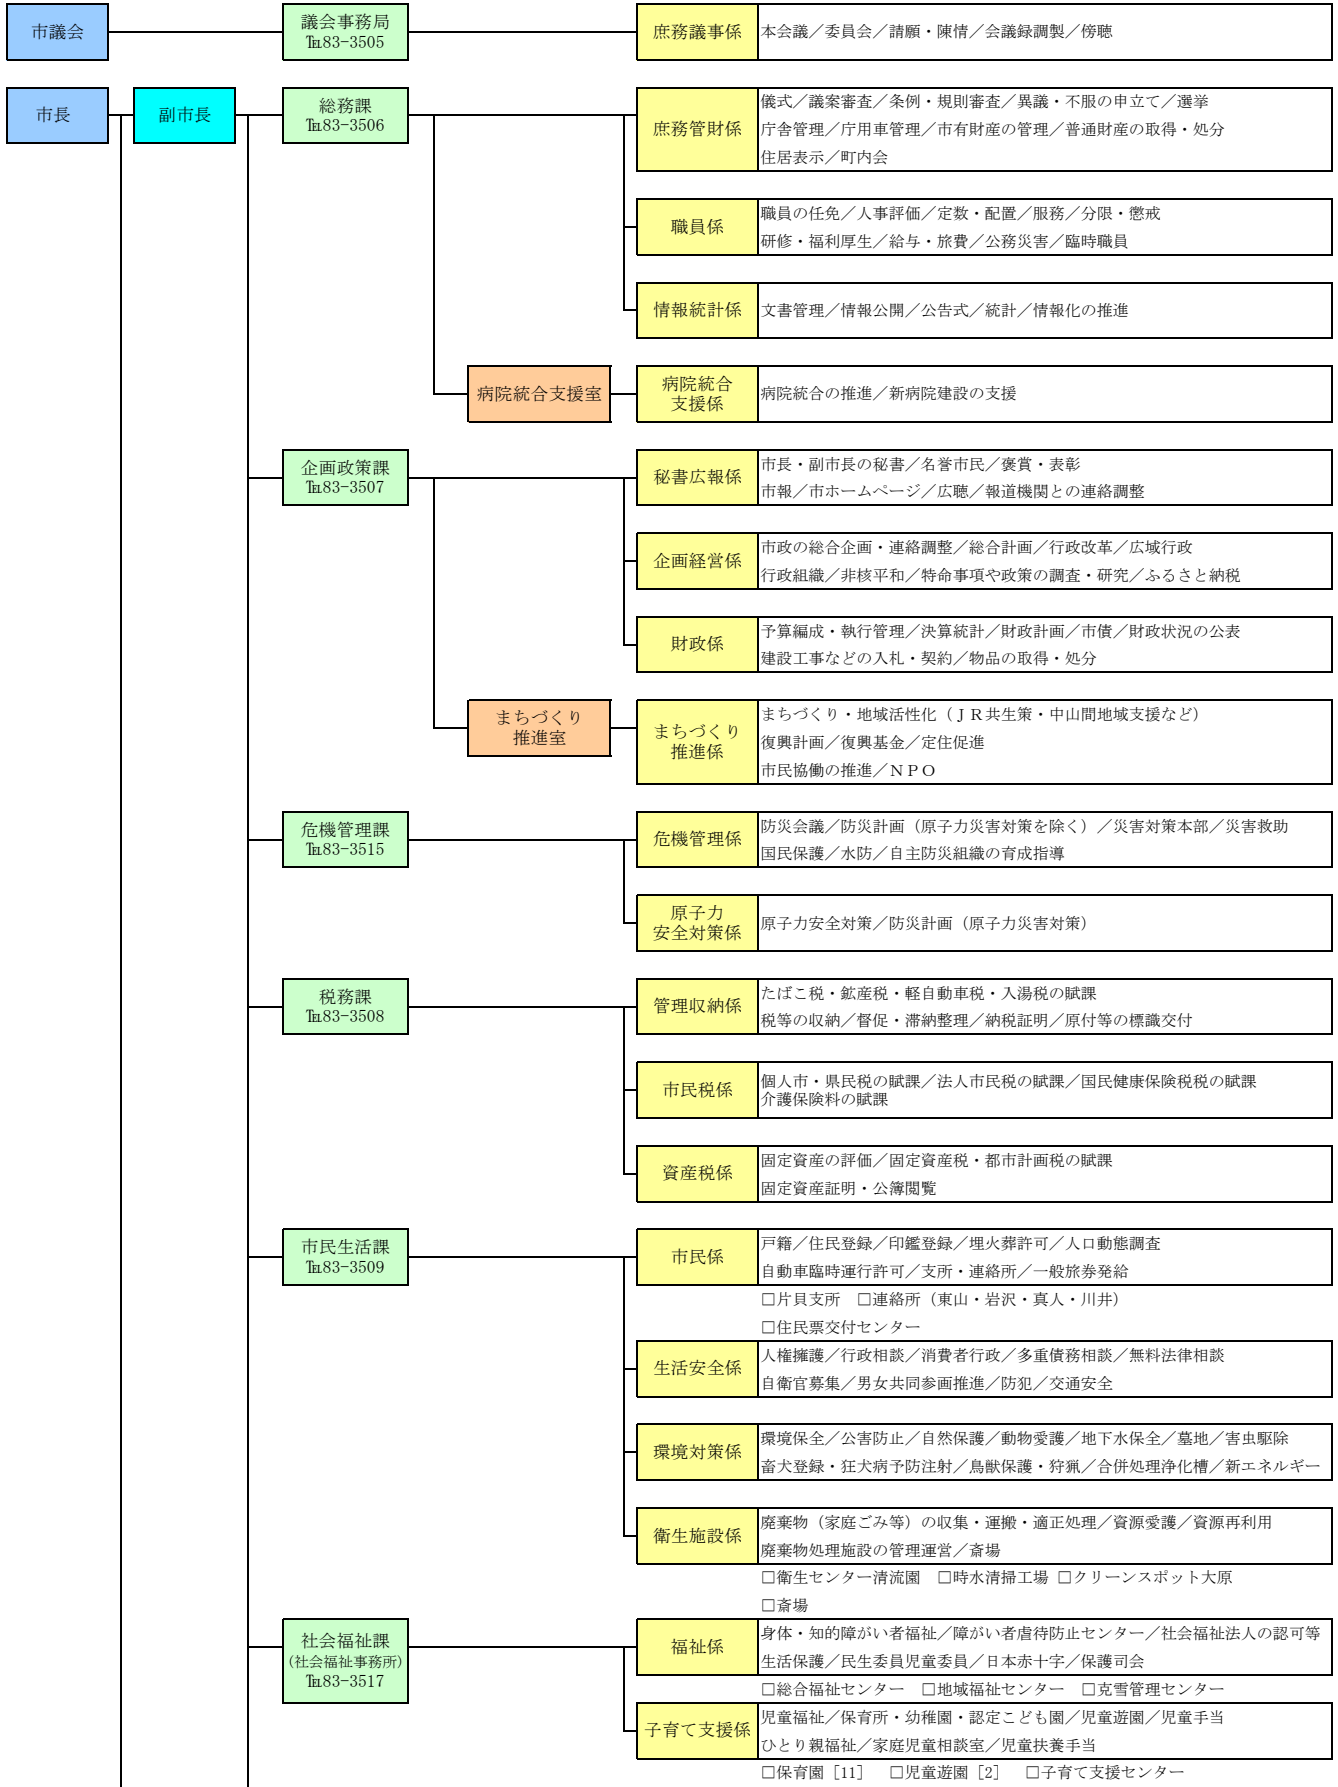 市議会
議会事務局
℡83-3505
庶務議事係
本会議／委員会／請願・陳情／会議録調製／傍聴
市長
副市長
総務課
℡83-3506
庶務管財係
儀式／議案審査／条例・規則審査／異議・不服の申立て／選挙
庁舎管理／庁用車管理／市有財産の管理／普通財産の取得・処分
住居表示／町内会
職員係
職員の任免／人事評価／定数・配置／服務／分限・懲戒
研修・福利厚生／給与・旅費／公務災害／臨時職員
情報統計係
文書管理／情報公開／公告式／統計／情報化の推進
病院統合支援室
病院統合
支援係
病院統合の推進／新病院建設の支援
企画政策課
℡83-3507
秘書広報係
市長・副市長の秘書／名誉市民／褒賞・表彰
市報／市ホームページ／広聴／報道機関との連絡調整
企画経営係
市政の総合企画・連絡調整／総合計画／行政改革／広域行政
行政組織／非核平和／特命事項や政策の調査・研究／ふるさと納税
財政係
予算編成・執行管理／決算統計／財政計画／市債／財政状況の公表
建設工事などの入札・契約／物品の取得・処分
まちづくり
推進室
まちづくり
推進係
まちづくり・地域活性化（ＪＲ共生策・中山間地域支援など）
復興計画／復興基金／定住促進
市民協働の推進／ＮＰＯ
危機管理課
℡83-3515
危機管理係
防災会議／防災計画（原子力災害対策を除く）／災害対策本部／災害救助
国民保護／水防／自主防災組織の育成指導
原子力
安全対策係
原子力安全対策／防災計画（原子力災害対策）
税務課
℡83-3508
管理収納係
たばこ税・鉱産税・軽自動車税・入湯税の賦課
税等の収納／督促・滞納整理／納税証明／原付等の標識交付
市民税係
個人市・県民税の賦課／法人市民税の賦課／国民健康保険税税の賦課
介護保険料の賦課
資産税係
固定資産の評価／固定資産税・都市計画税の賦課
固定資産証明・公簿閲覧
市民生活課
℡83-3509
市民係
戸籍／住民登録／印鑑登録／埋火葬許可／人口動態調査
自動車臨時運行許可／支所・連絡所／一般旅券発給
□片貝支所　□連絡所（東山・岩沢・真人・川井）
□住民票交付センター
生活安全係
人権擁護／行政相談／消費者行政／多重債務相談／無料法律相談
自衛官募集／男女共同参画推進／防犯／交通安全
環境対策係
環境保全／公害防止／自然保護／動物愛護／地下水保全／墓地／害虫駆除
畜犬登録・狂犬病予防注射／鳥獣保護・狩猟／合併処理浄化槽／新エネルギー
衛生施設係
廃棄物（家庭ごみ等）の収集・運搬・適正処理／資源愛護／資源再利用
廃棄物処理施設の管理運営／斎場
□衛生センター清流園　□時水清掃工場 □クリーンスポット大原
□斎場
社会福祉課
(社会福祉事務所)
℡83-3517
福祉係
身体・知的障がい者福祉／障がい者虐待防止センター／社会福祉法人の認可等
生活保護／民生委員児童委員／日本赤十字／保護司会
□総合福祉センター　□地域福祉センター　□克雪管理センター
子育て支援係
児童福祉／保育所・幼稚園・認定こども園／児童遊園／児童手当
ひとり親福祉／家庭児童相談室／児童扶養手当
□保育園［11］　□児童遊園［2］　□子育て支援センター